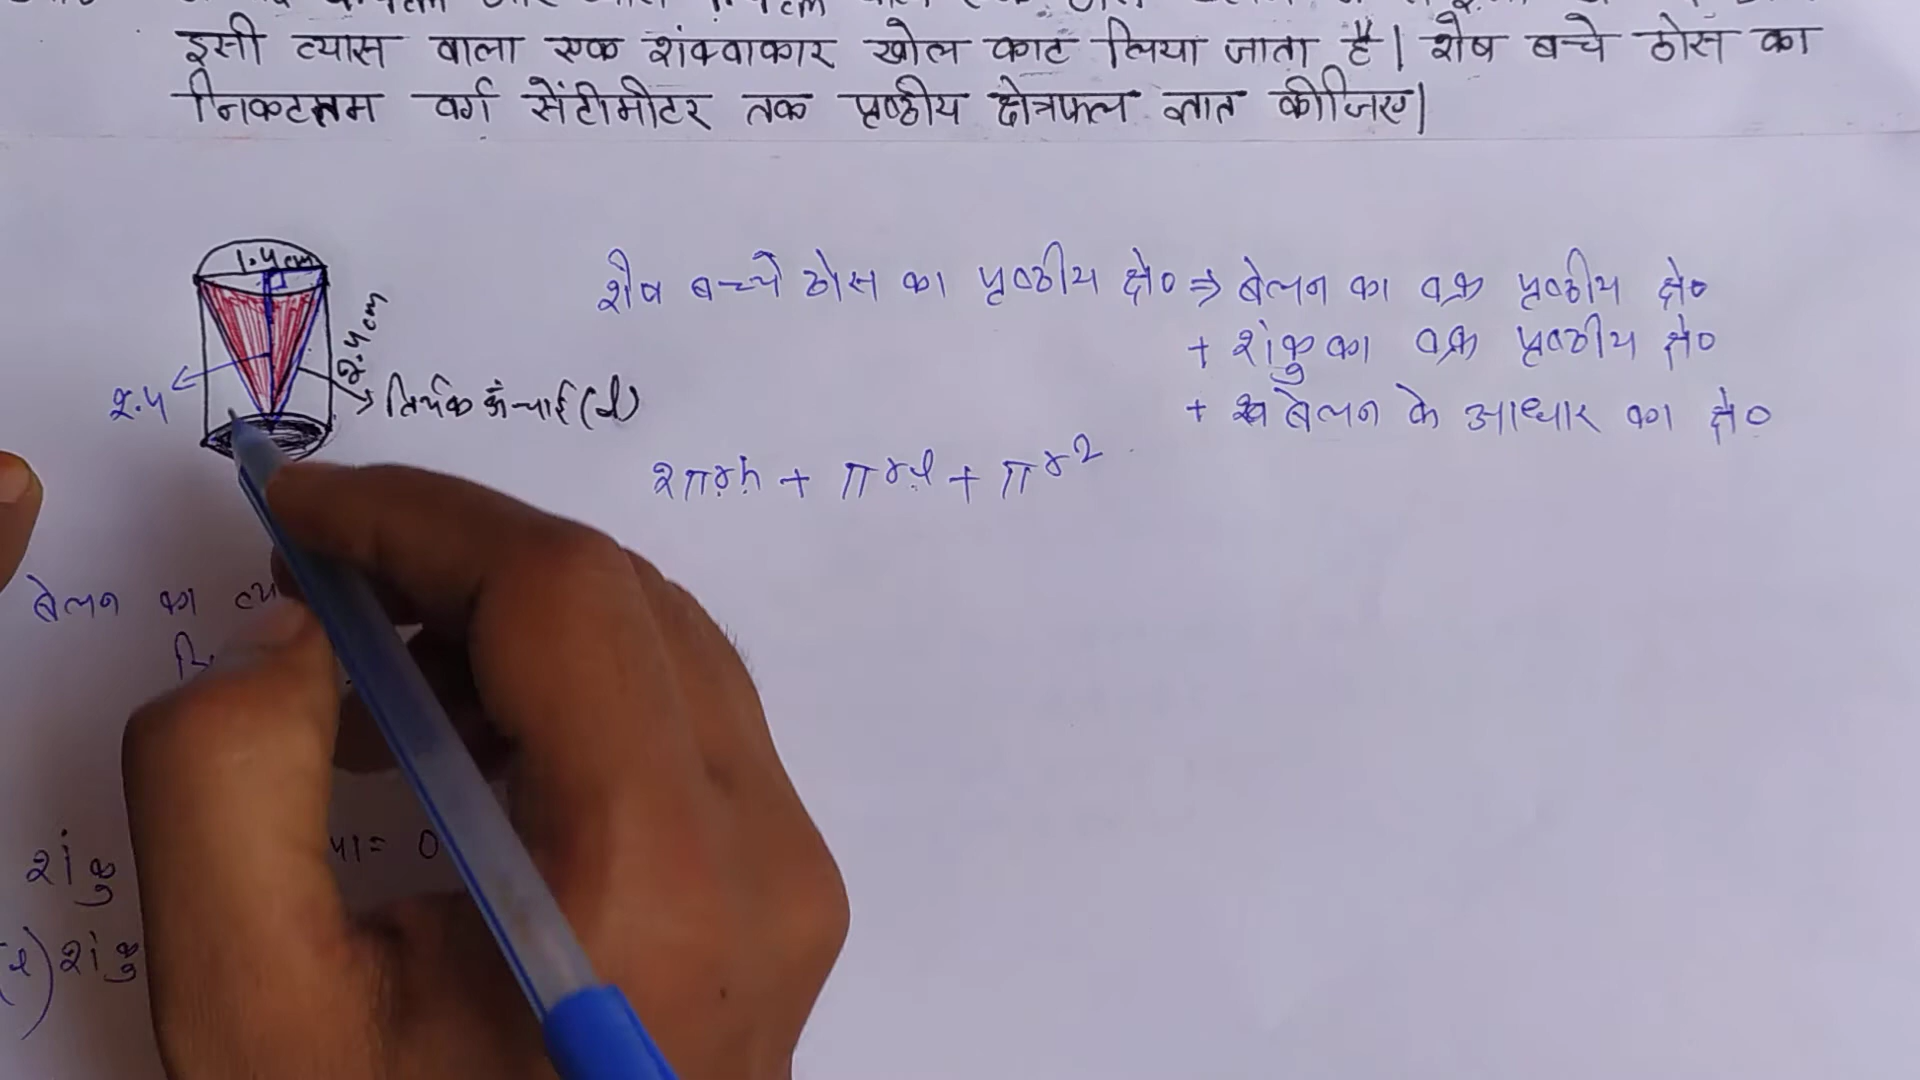 इसी व्यास वाला एक शंक्वाकार खोल काट लिया जाता है। शेष बच्चे ठोस का
निकटतम वर्ग सेंटीमीटर तक पृष्ठीय क्षेत्रफल ज्ञात कीजिए।
1.4cm
2.4cm
2.4
तिर्यक ऊँचाई (l)
शेष बच्चे ठोस का पृष्ठीय क्षे० ⇒ बेलन का वक्र पृष्ठीय क्षे०
+ शंकु का वक्र पृष्ठीय क्षे०
+ बेलन के आधार का क्षे०
2πrh + πrl + πr²
बेलन का
शंकु
= 0
शंकु